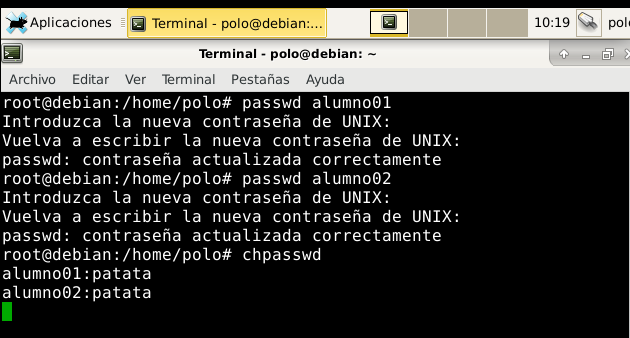 Aplicaciones
Terminal - polo@debian:...
10:19
polo
Terminal - polo@debian: ~
Archivo Editar Ver Terminal Pestañas Ayuda
root@debian:/home/polo# passwd alumno01
Introduzca la nueva contraseña de UNIX:
Vuelva a escribir la nueva contraseña de UNIX:
passwd: contraseña actualizada correctamente
root@debian:/home/polo# passwd alumno02
Introduzca la nueva contraseña de UNIX:
Vuelva a escribir la nueva contraseña de UNIX:
passwd: contraseña actualizada correctamente
root@debian:/home/polo# chpasswd
alumno01:patata
alumno02:patata